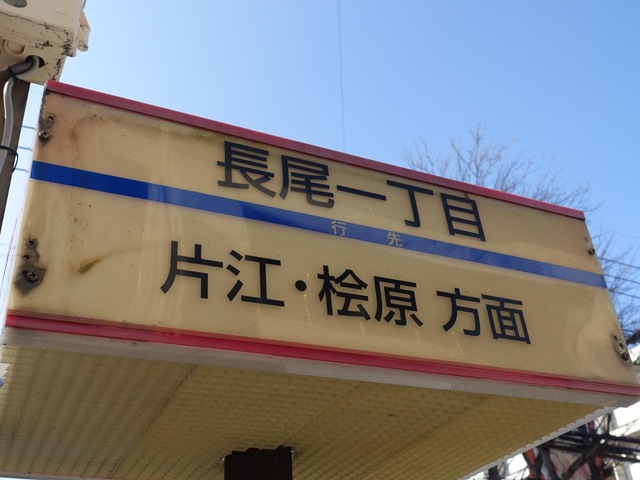 長尾一丁目
行先
片江・桧原 方面